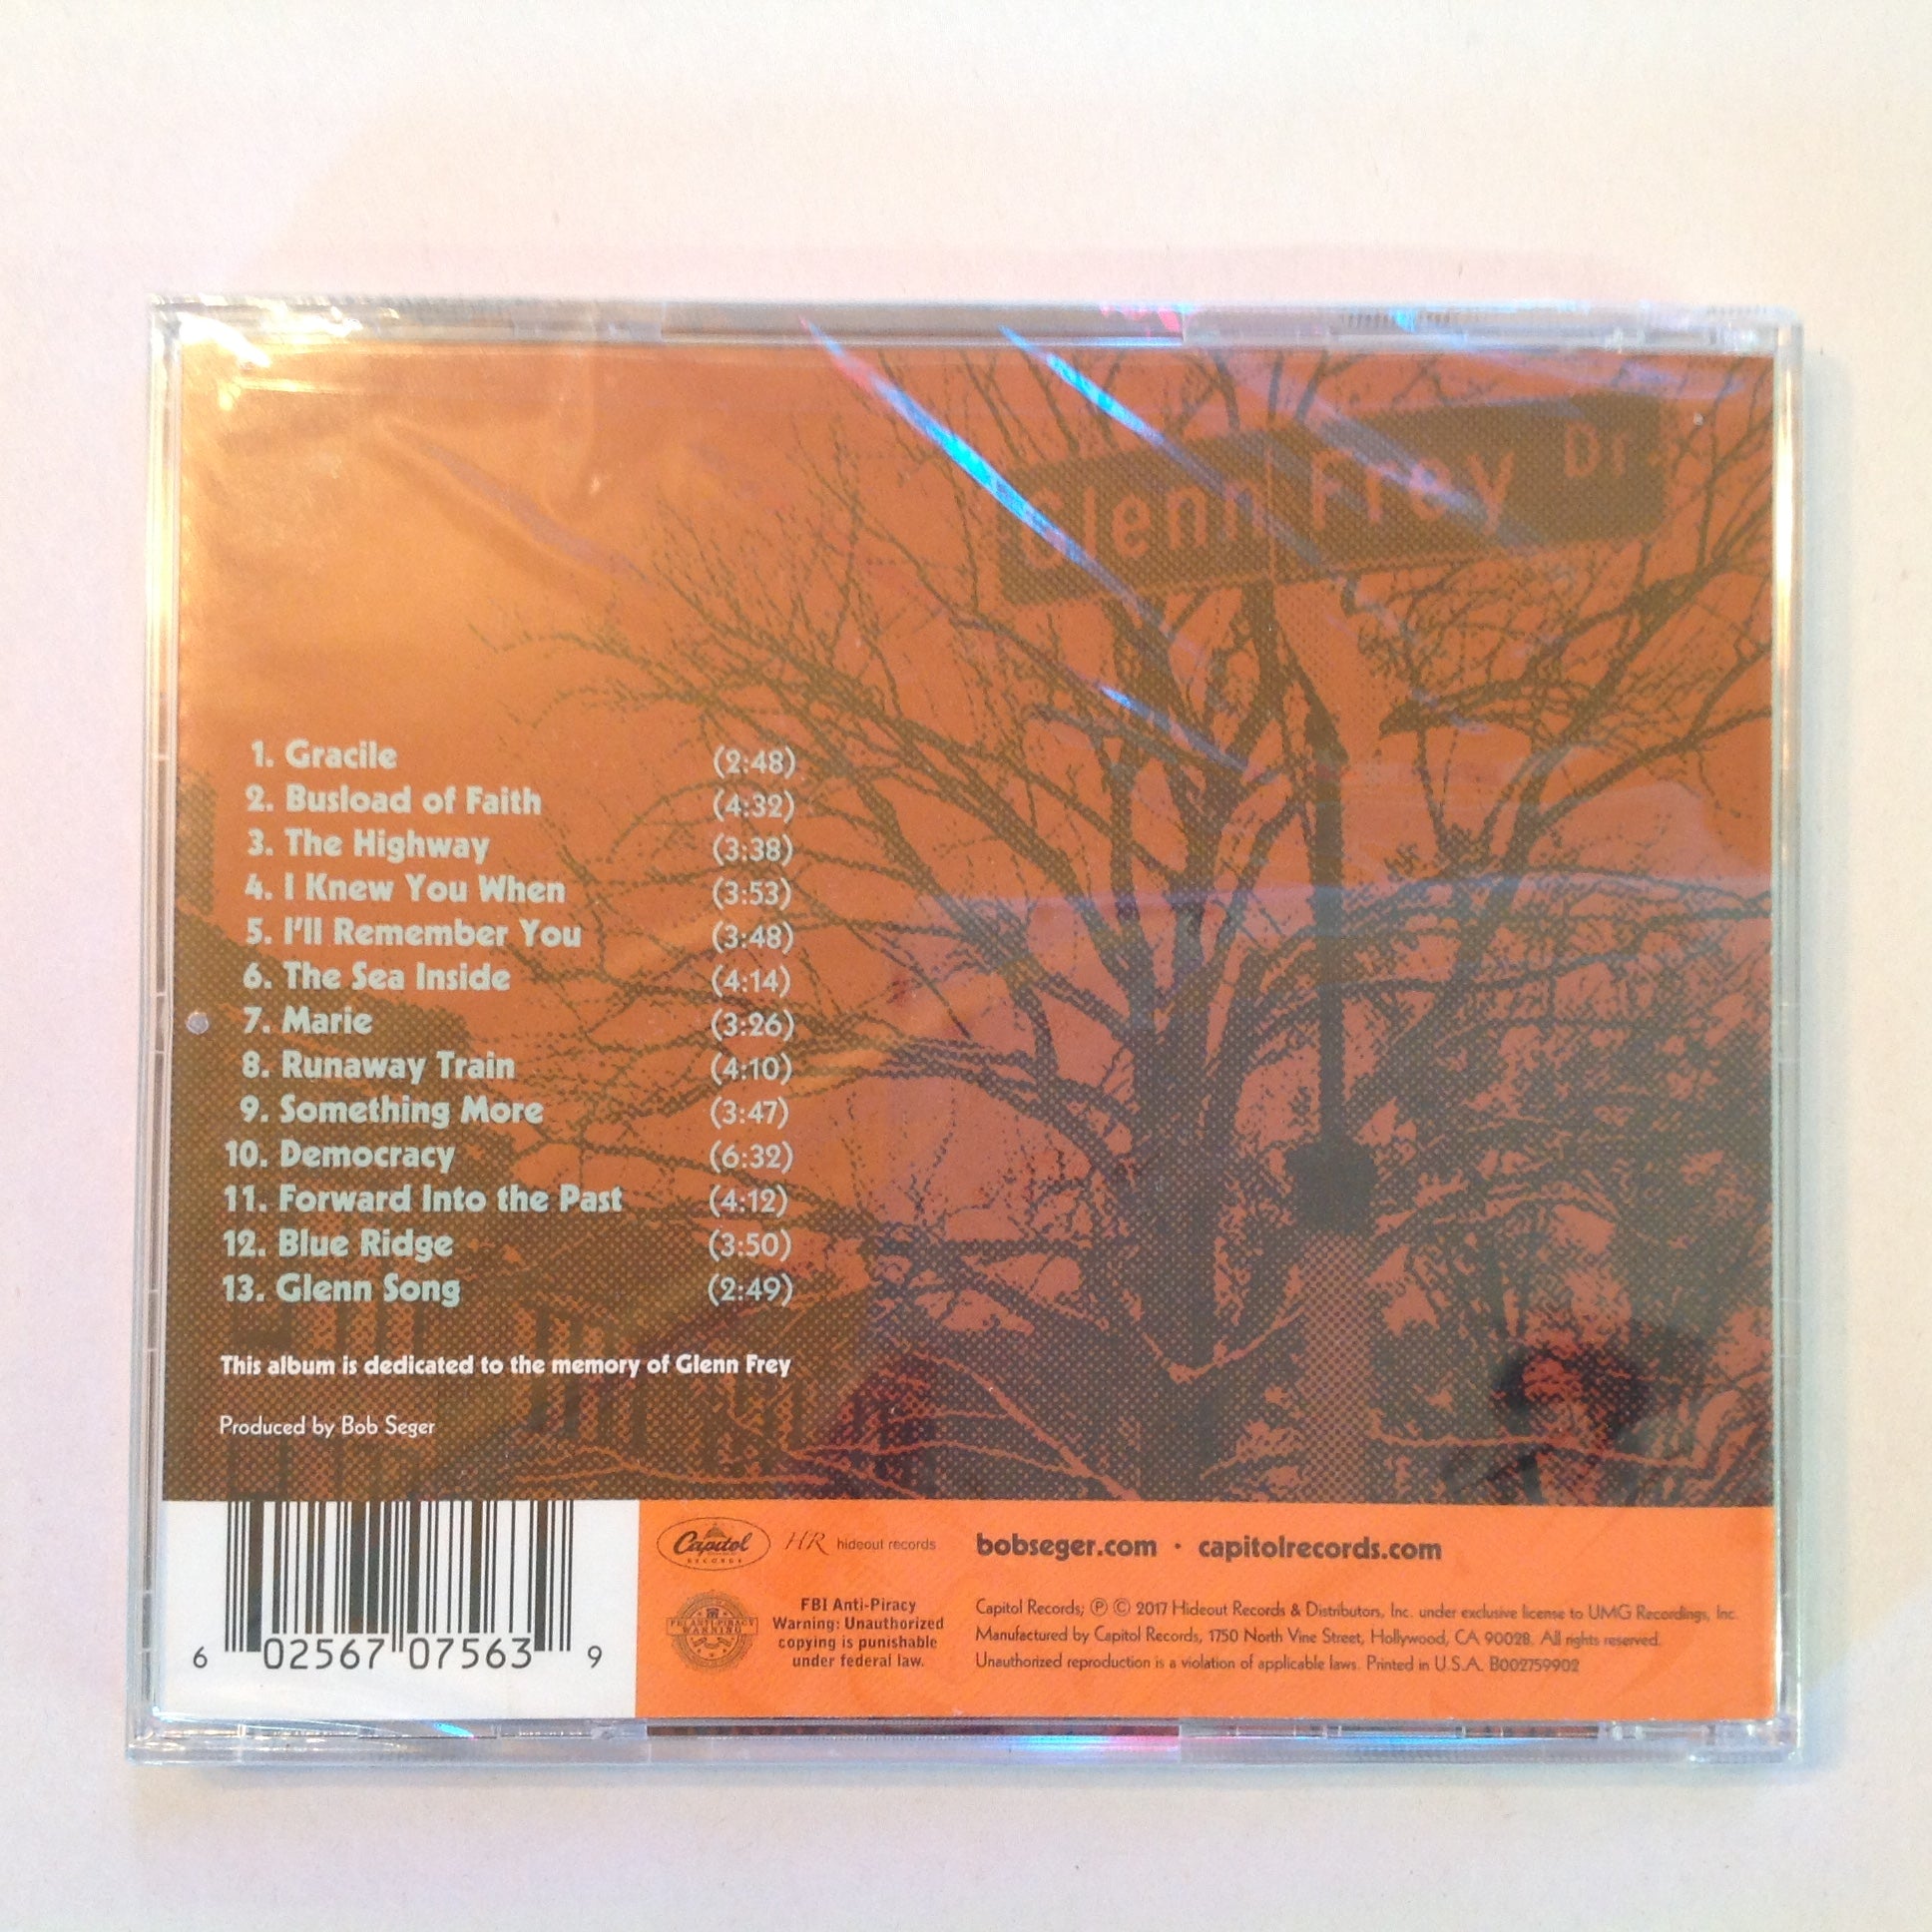 Glenn Frey Dr
1. Gracile (2:48)
2. Busload of Faith (4:32)
3. The Highway (3:38)
4. I Knew You When (3:53)
5. I'll Remember You (3:48)
6. The Sea Inside (4:14)
7. Marie (3:26)
8. Runaway Train (4:10)
9. Something More (3:47)
10. Democracy (6:32)
11. Forward Into the Past (4:12)
12. Blue Ridge (3:50)
13. Glenn Song (2:49)
This album is dedicated to the memory of Glenn Frey
Produced by Bob Seger
6 02567 07563 9
Capitol
RECORDS
HR hideout records
bobseger.com · capitolrecords.com
FBI ANTI-PIRACY
WARNING
FBI Anti-Piracy
Warning: Unauthorized
copying is punishable
under federal law.
Capitol Records; ℗ © 2017 Hideout Records & Distributors, Inc. under exclusive license to UMG Recordings, Inc.
Manufactured by Capitol Records, 1750 North Vine Street, Hollywood, CA 90028. All rights reserved.
Unauthorized reproduction is a violation of applicable laws. Printed in U.S.A. B002759902